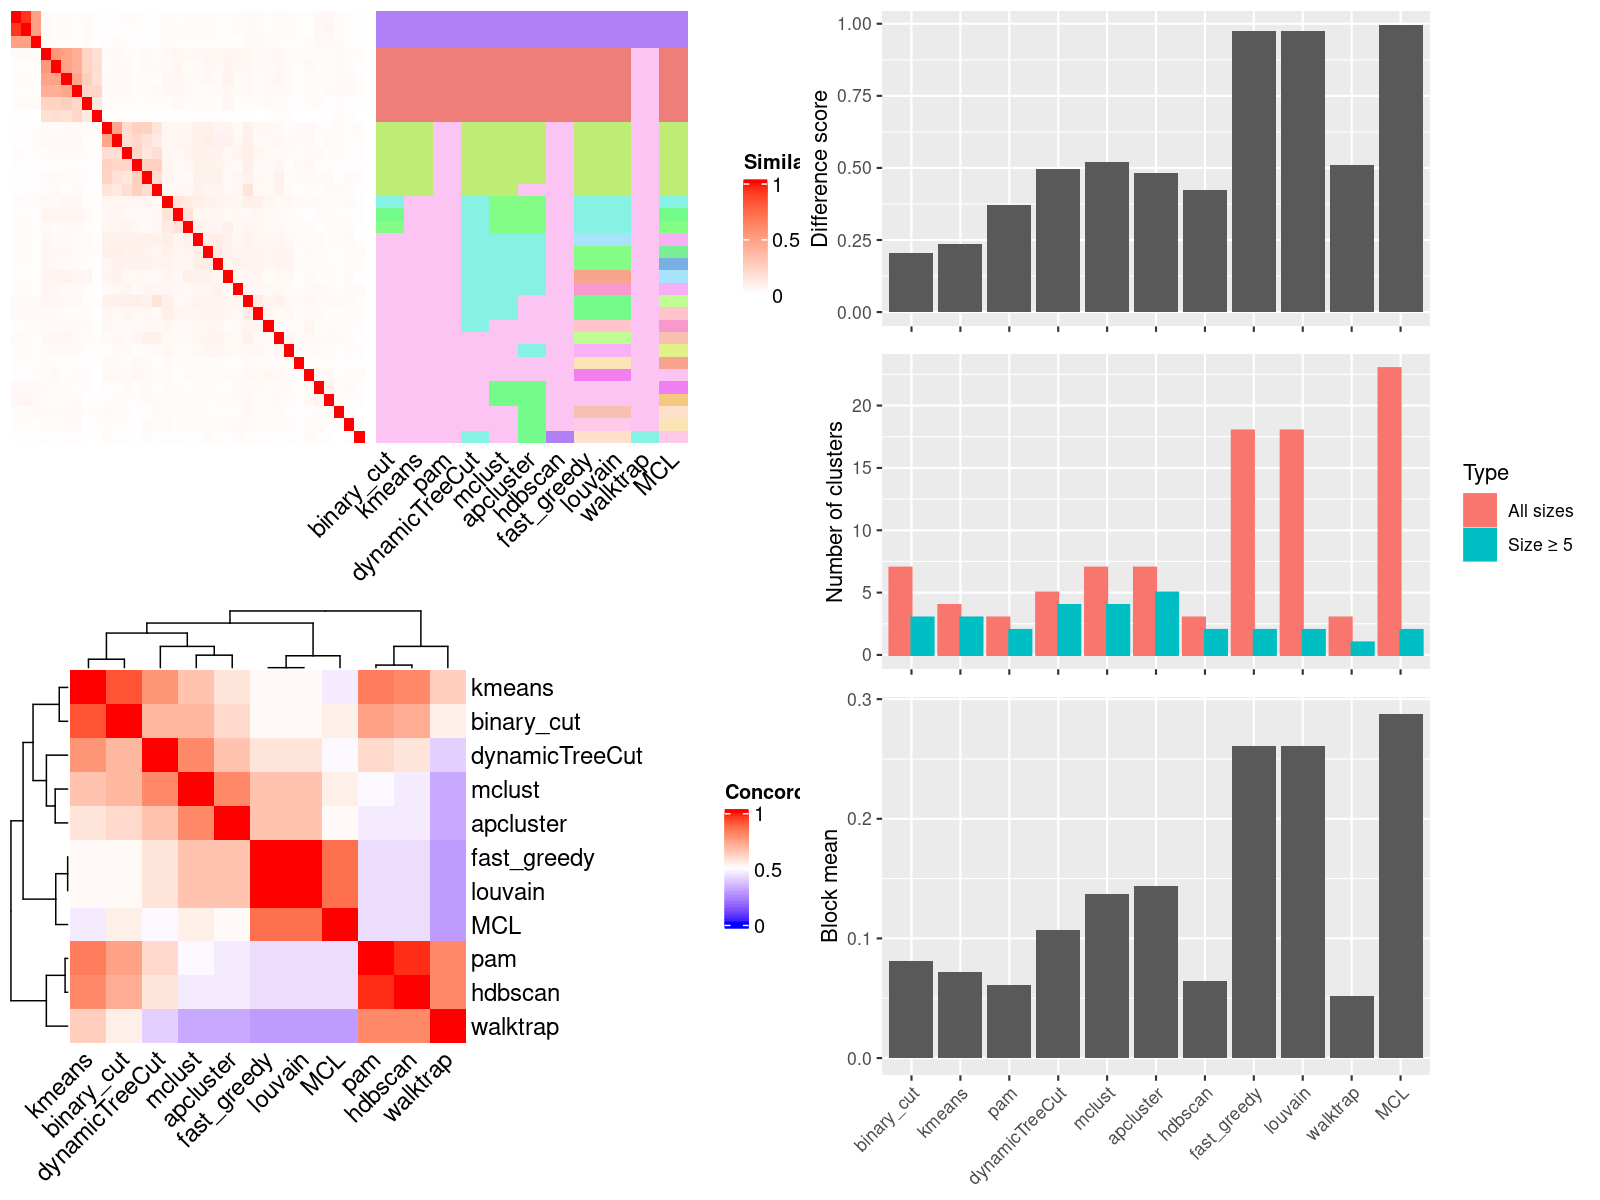 Simila
1
0.5
0
binary_cut
kmeans
pam
dynamicTreeCut
mclust
apcluster
hdbscan
fast_greedy
louvain
walktrap
MCL
kmeans
binary_cut
dynamicTreeCut
mclust
apcluster
fast_greedy
louvain
MCL
pam
hdbscan
walktrap
kmeans
binary_cut
dynamicTreeCut
mclust
apcluster
fast_greedy
louvain
MCL
pam
hdbscan
walktrap
Concord
1
0.5
0
Difference score
1.00
0.75
0.50
0.25
0.00
Number of clusters
20
15
10
5
0
Type
All sizes
Size ≥ 5
Block mean
0.3
0.2
0.1
0.0
binary_cut
kmeans
pam
dynamicTreeCut
mclust
apcluster
hdbscan
fast_greedy
louvain
walktrap
MCL